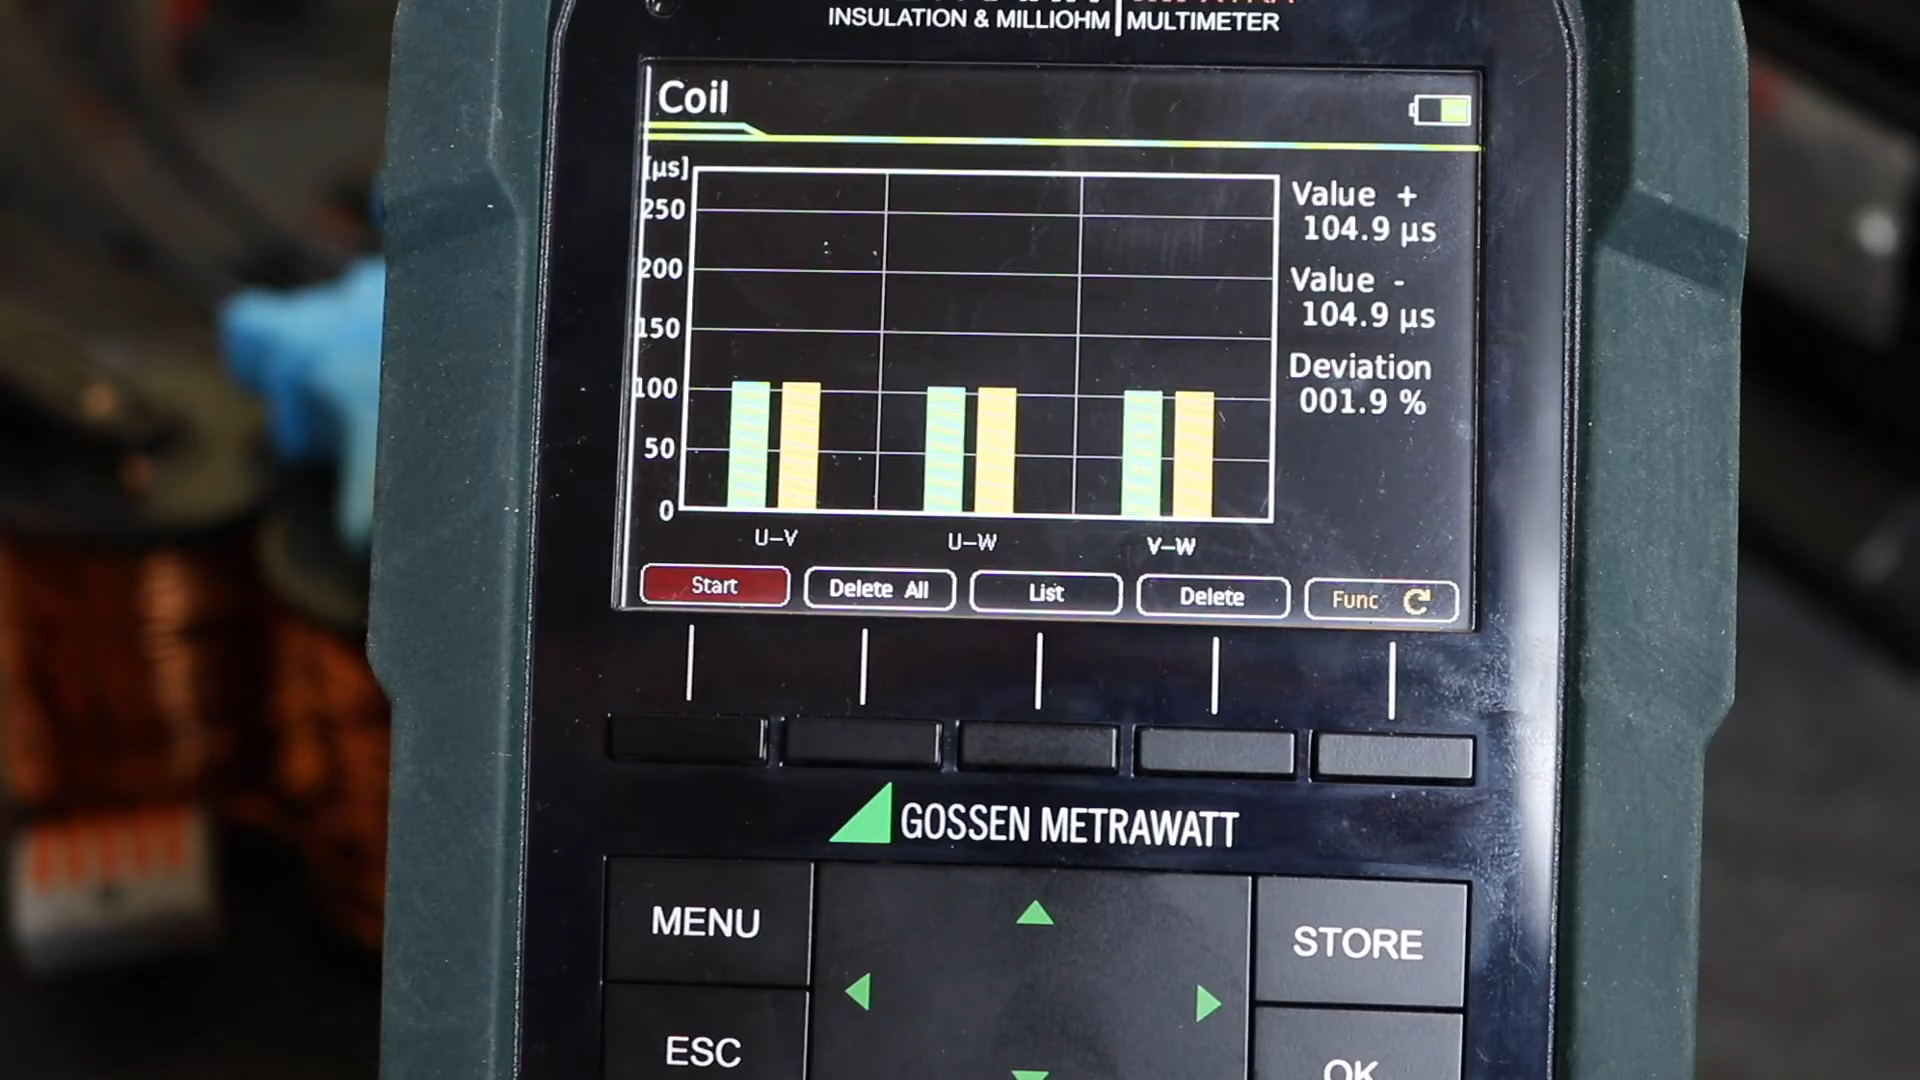 INSULATION & MILLIOHM MULTIMETER
Coil
[µs]
250
200
150
100
50
0
U–V
U–W
V–W
Value +
104.9 µs
Value -
104.9 µs
Deviation
001.9 %
Start
Delete All
List
Delete
Func
GOSSEN METRAWATT
MENU
STORE
ESC
OK